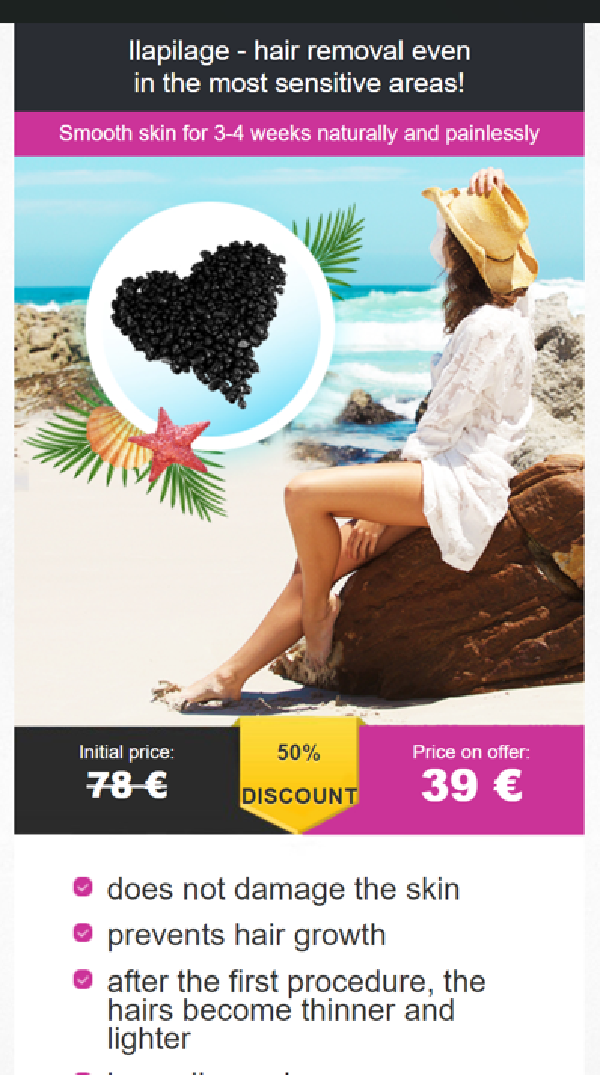 Ilapilage - hair removal even
in the most sensitive areas!
Smooth skin for 3-4 weeks naturally and painlessly
Initial price:
78 €
50%
DISCOUNT
Price on offer:
39 €
does not damage the skin
prevents hair growth
after the first procedure, the
hairs become thinner and
lighter